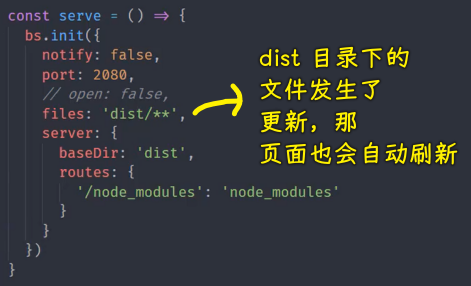 const serve = () => {
  bs.init({
    notify: false,
    port: 2080,
    // open: false,
    files: 'dist/**',
    server: {
      baseDir: 'dist',
      routes: {
        '/node_modules': 'node_modules'
      }
    }
  })
}
dist 目录下的
文件发生了
更新，那
页面也会自动刷新